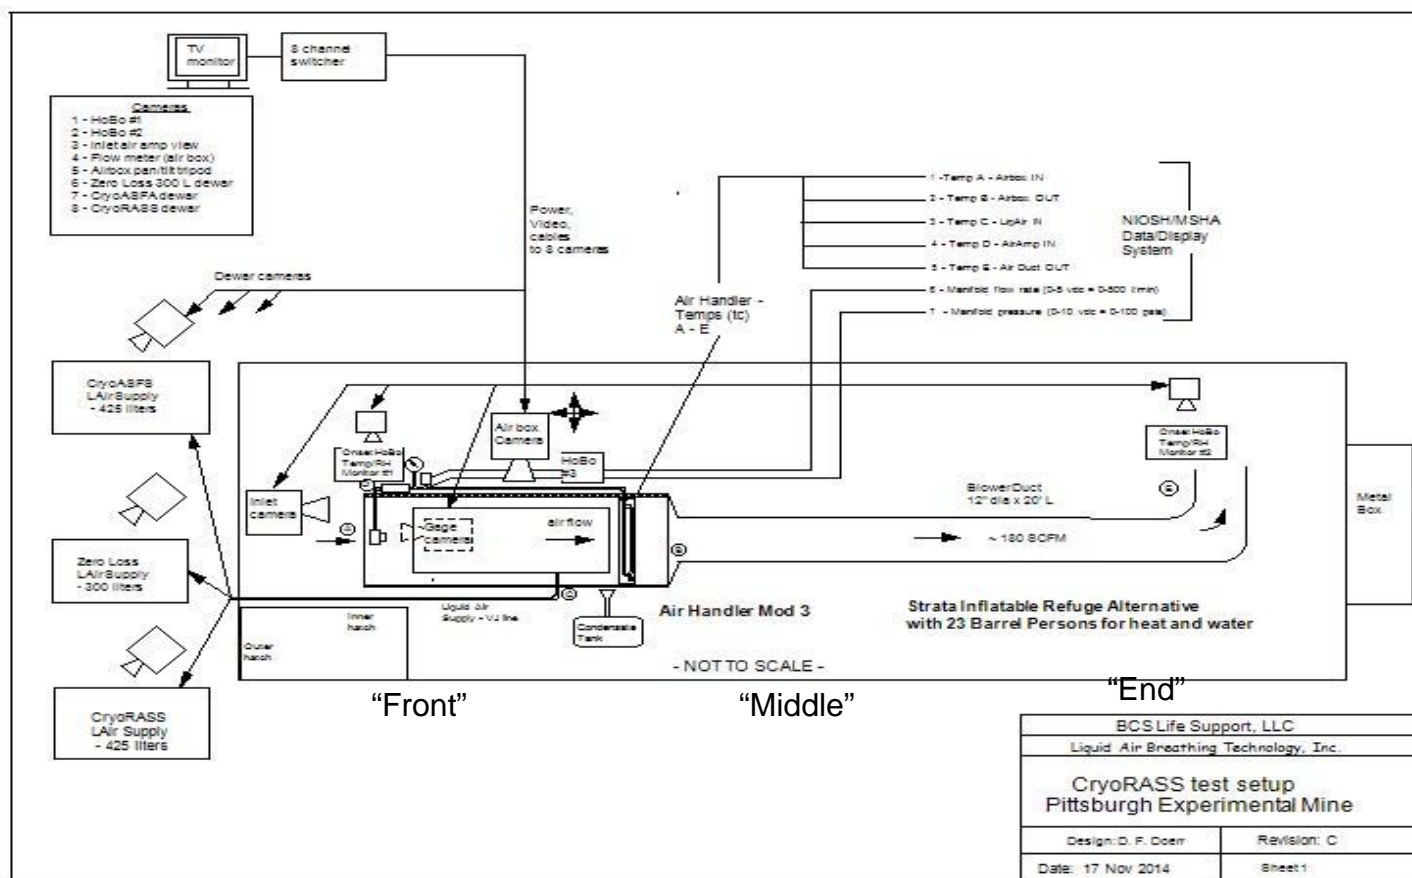 TV
monitor
8 channel
switcher
Cameras
1 - HoBo #1
2 - HoBo #2
3 - Inlet air amp view
4 - Flow meter (air box)
5 - Airbox pan/tilt tripod
6 - Zero Loss 300 L dewar
7 - CryoASFA dewar
8 - CryoRASS dewar
Power,
Video,
cables
to 8 cameras
Dewar cameras
1 -Temp A - Airbox IN
2 - Temp B - Airbox OUT
3 - Temp C - LiqAir IN
4 - Temp D - AirAmp IN
5 - Temp E - Air Duct OUT
6 - Manifold flow rate (0-5 vdc = 0-500 l/min)
7 - Manifold pressure (0-10 vdc = 0-100 psia)
NIOSH/MSHA
Data/Display
System
Air Handler -
Temps (tc)
A - E
CryoASFS
LAir Supply
- 425 liters
Zero Loss
LAir Supply
- 300 liters
CryoRASS
LAir Supply
- 425 liters
Air box
Camera
Onset HoBo
Temp/RH
Monitor #1
HoBo
#3
Onset HoBo
Temp/RH
Monitor #2
Inlet
camera
Gage
camera
air flow
Blower Duct
12" dia x 20' L
~ 180 SCFM
Metal
Box
Inner
hatch
Outer
hatch
Liquid Air
Supply - VJ line
Condensate
Tank
Air Handler Mod 3
Strata Inflatable Refuge Alternative
with 23 Barrel Persons for heat and water
- NOT TO SCALE -
“Front”
“Middle”
“End”
BCS Life Support, LLC
Liquid Air Breathing Technology, Inc.
CryoRASS test setup
Pittsburgh Experimental Mine
Design: D. F. Doerr
Revision: C
Date: 17 Nov 2014
Sheet 1